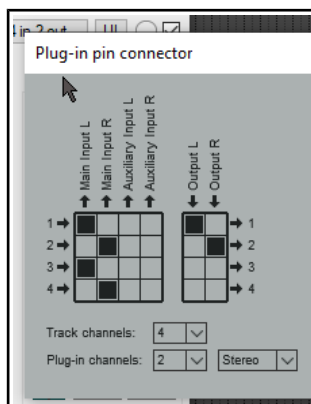 4 in 2 out UI
Plug-in pin connector
Main Input L
Main Input R
Auxiliary Input L
Auxiliary Input R
Output L
Output R
1
2
3
4
1
2
3
4
Track channels: 4
Plug-in channels: 2 Stereo